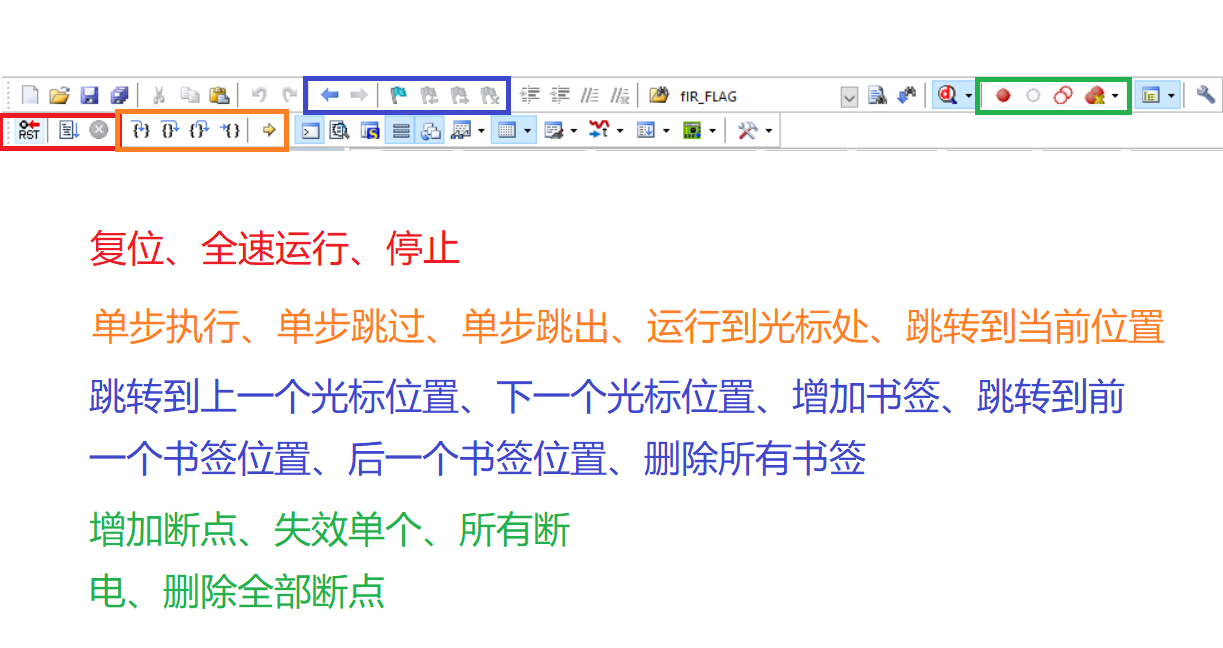 fIR_FLAG
RST
复位、全速运行、停止
单步执行、单步跳过、单步跳出、运行到光标处、跳转到当前位置
跳转到上一个光标位置、下一个光标位置、增加书签、跳转到前
一个书签位置、后一个书签位置、删除所有书签
增加断点、失效单个、所有断
电、删除全部断点